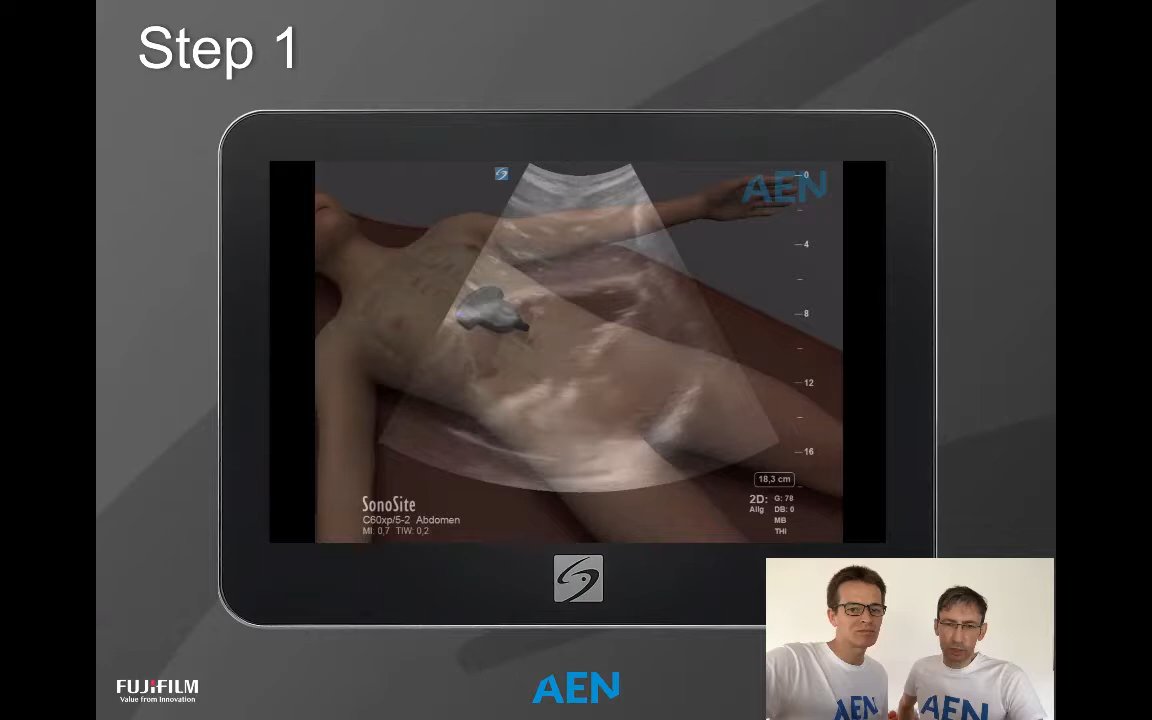 Step 1
AEN
0
4
8
12
16
18,3 cm
2D: G: 78
Allg DB: 0
MB
THI
SonoSite
C60xp/5-2 Abdomen
MI: 0,7 TIW: 0,2
FUJIFILM
Value from Innovation
AEN
AEN
AEN